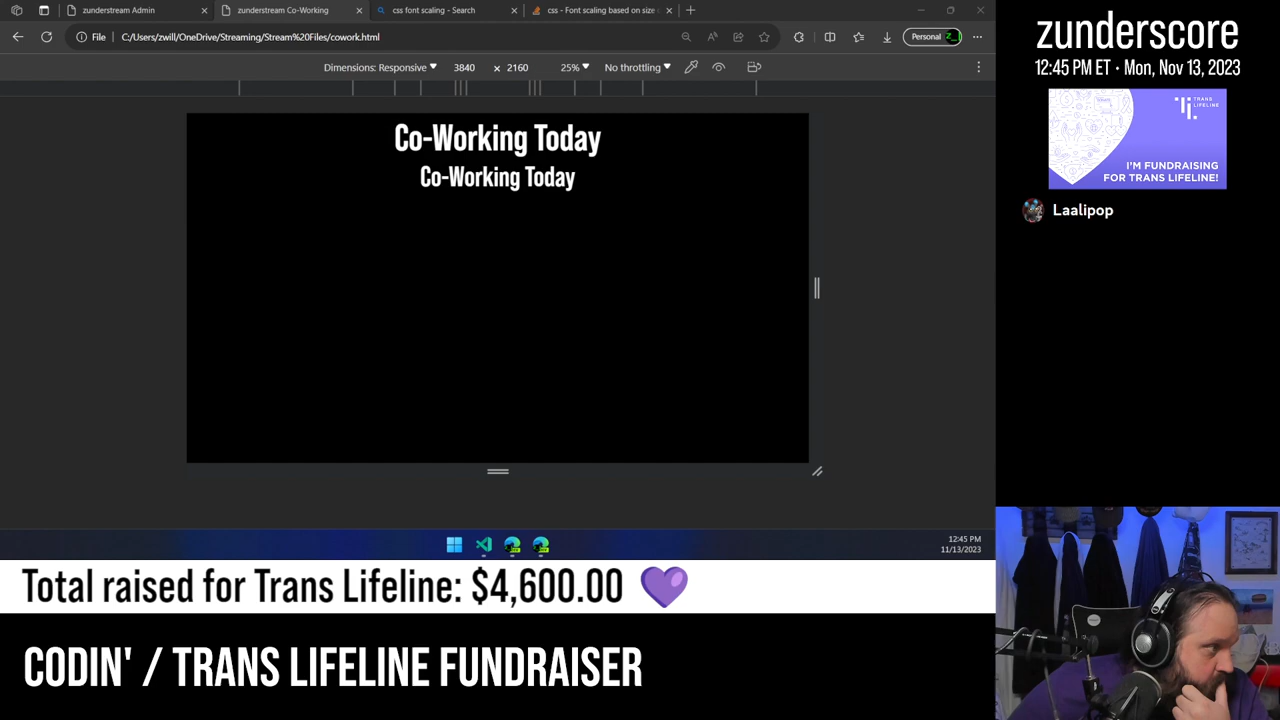 zunderstream Admin
zunderstream Co-Working
css font scaling - Search
css - Font scaling based on size
File
C:/Users/zwill/OneDrive/Streaming/Stream%20Files/cowork.html
Personal
Dimensions: Responsive
3840 × 2160
25%
No throttling
Co-Working Today
Co-Working Today
12:45 PM
11/13/2023
zunderscore
12:45 PM ET · Mon, Nov 13, 2023
TRANS
LIFELINE
I'M FUNDRAISING
FOR TRANS LIFELINE!
Laalipop
Total raised for Trans Lifeline: $4,600.00 💜
CODIN' / TRANS LIFELINE FUNDRAISER